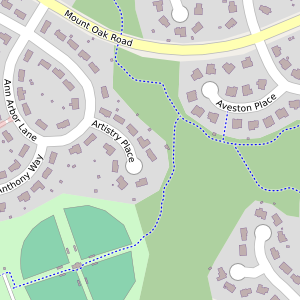 Mount Oak Road
Ann Arbor Lane
Artistry Place
Aveston Place
Anthony Way